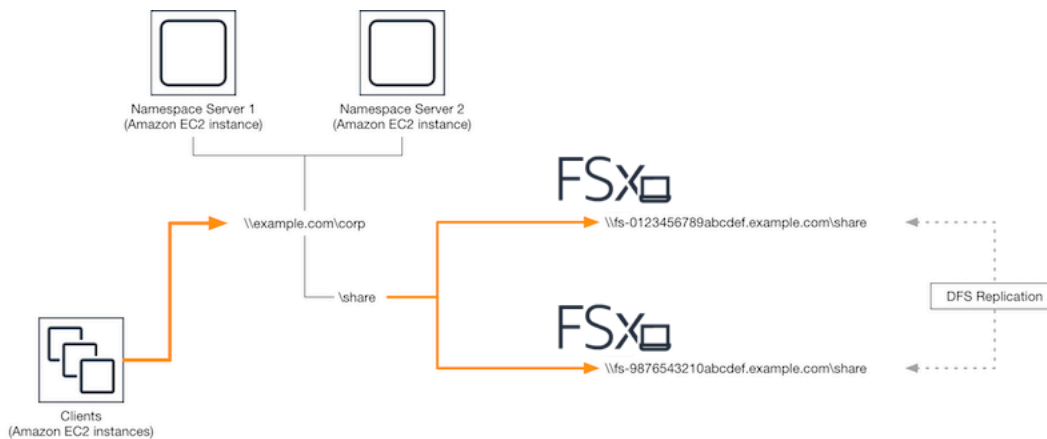 Namespace Server 1
(Amazon EC2 instance)
Namespace Server 2
(Amazon EC2 instance)
FSx
\\example.com\corp
\\fs-0123456789abcdef.example.com\share
\share
DFS Replication
FSx
\\fs-9876543210abcdef.example.com\share
Clients
(Amazon EC2 instances)